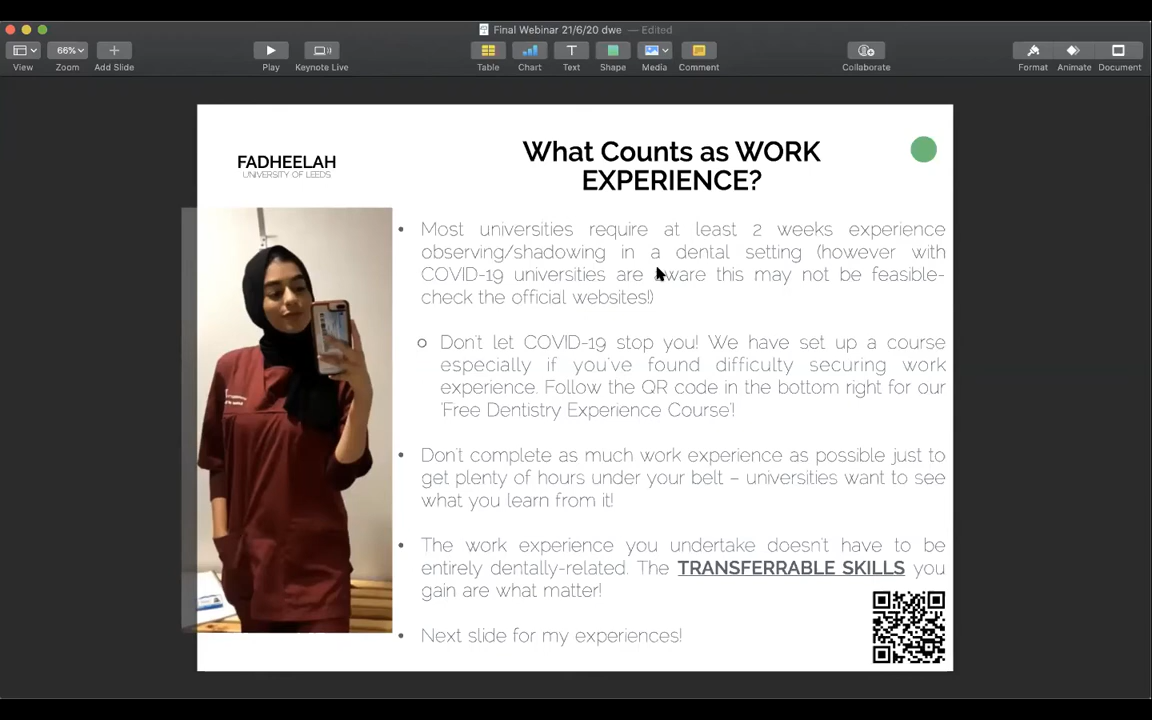 Final Webinar 21/6/20 dwe — Edited
66%
View
Zoom
Add Slide
Play
Keynote Live
Table
Chart
Text
Shape
Media
Comment
Collaborate
Format
Animate
Document
FADHEELAH
UNIVERSITY OF LEEDS
What Counts as WORK
EXPERIENCE?
• Most universities require at least 2 weeks experience
observing/shadowing in a dental setting (however with
COVID-19 universities are aware this may not be feasible-
check the official websites!)
o Don't let COVID-19 stop you! We have set up a course
especially if you've found difficulty securing work
experience. Follow the QR code in the bottom right for our
'Free Dentistry Experience Course'!
• Don't complete as much work experience as possible just to
get plenty of hours under your belt – universities want to see
what you learn from it!
• The work experience you undertake doesn't have to be
entirely dentally-related. The TRANSFERRABLE SKILLS you
gain are what matter!
• Next slide for my experiences!